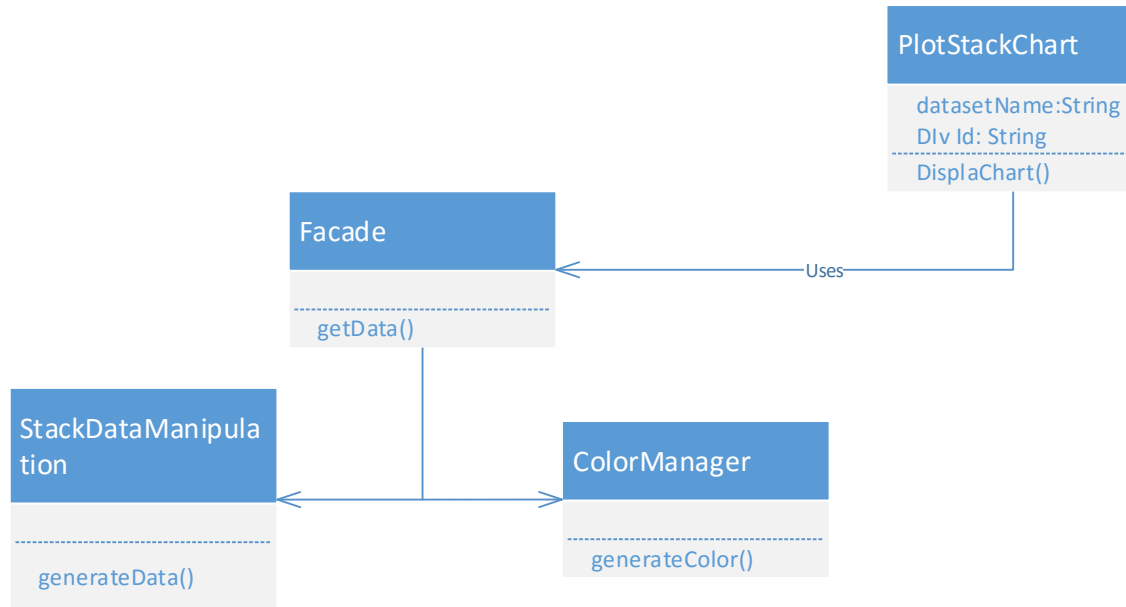 PlotStackChart
datasetName:String
DIv Id: String
DisplaChart()
Facade
Uses
getData()
StackDataManipula
tion
ColorManager
generateData()
generateColor()